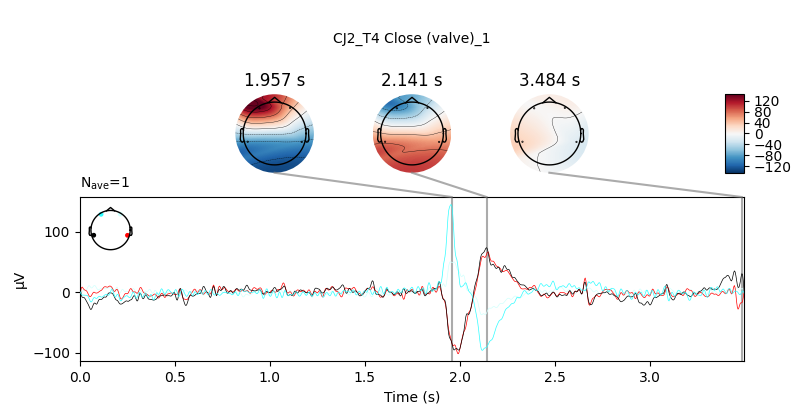 CJ2_T4 Close (valve)_1
1.957 s 2.141 s 3.484 s
120
80
40
0
−40
−80
−120
Nave=1
100
0
−100
µV
0.0 0.5 1.0 1.5 2.0 2.5 3.0
Time (s)